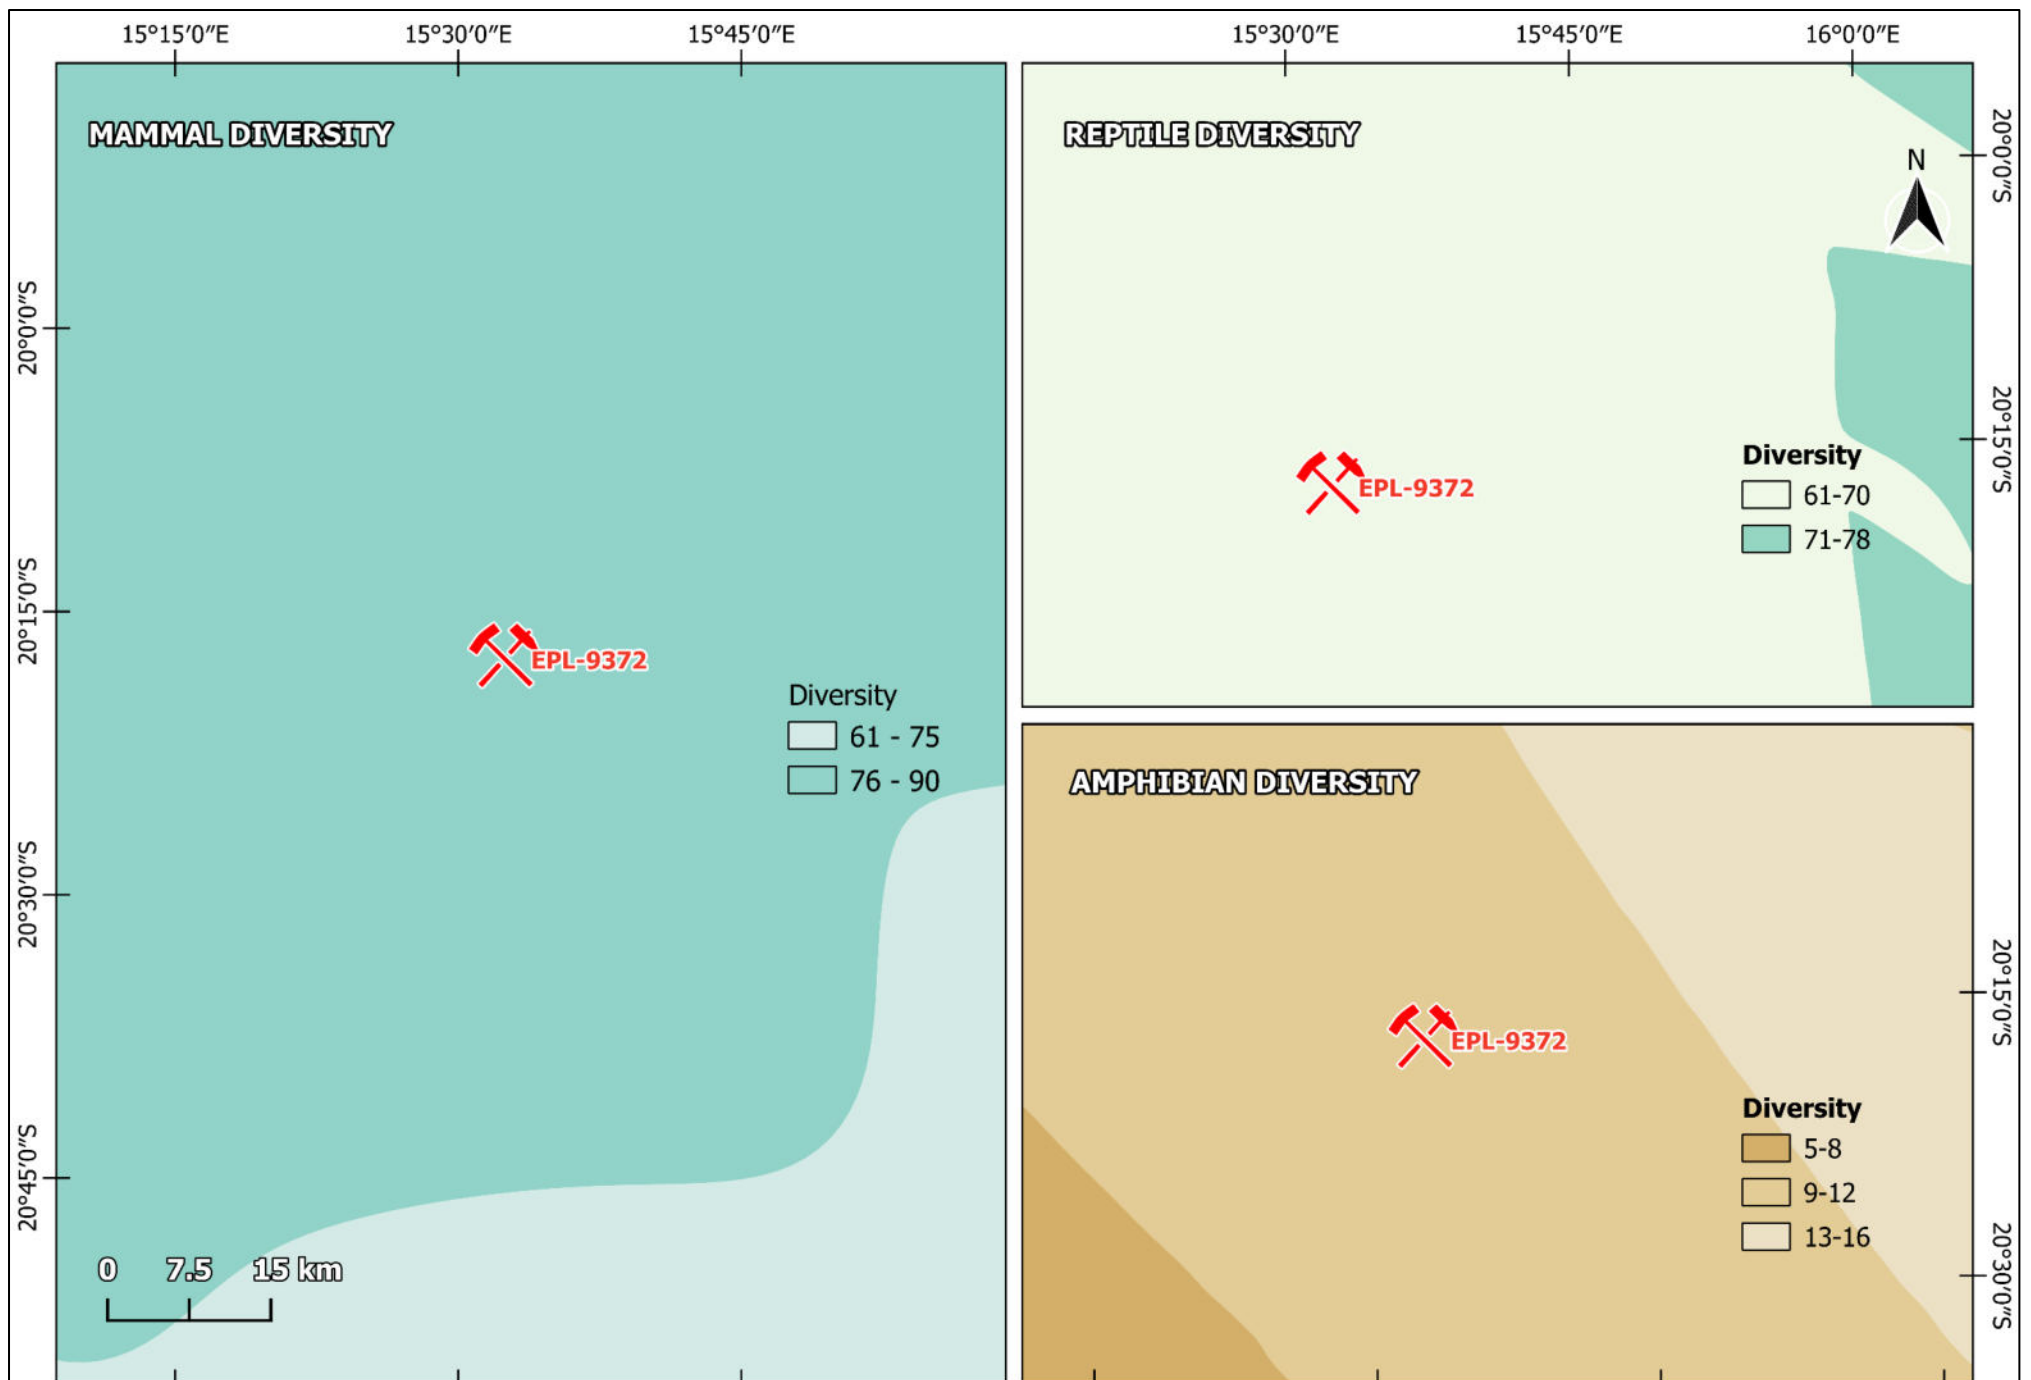 15°15′0″E 15°30′0″E 15°45′0″E 15°30′0″E 15°45′0″E 16°0′0″E
MAMMAL DIVERSITY
20°0′0″S
20°15′0″S
20°30′0″S
20°45′0″S
EPL-9372
Diversity
61 - 75
76 - 90
0 7.5 15 km
REPTILE DIVERSITY
N
20°0′0″S
20°15′0″S
EPL-9372
Diversity
61-70
71-78
AMPHIBIAN DIVERSITY
20°15′0″S
20°30′0″S
EPL-9372
Diversity
5-8
9-12
13-16